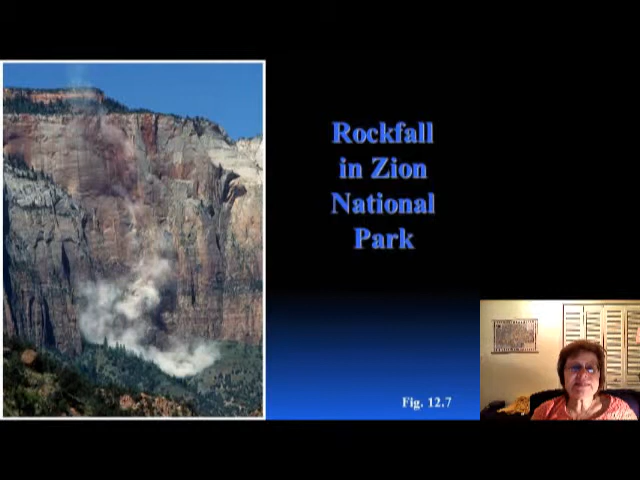 Rockfall
in Zion
National
Park
Fig. 12.7